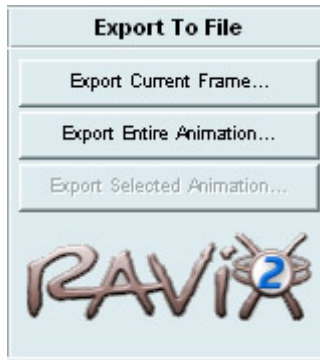 Export To File
Export Current Frame...
Export Entire Animation...
Export Selected Animation...
RAViX 2